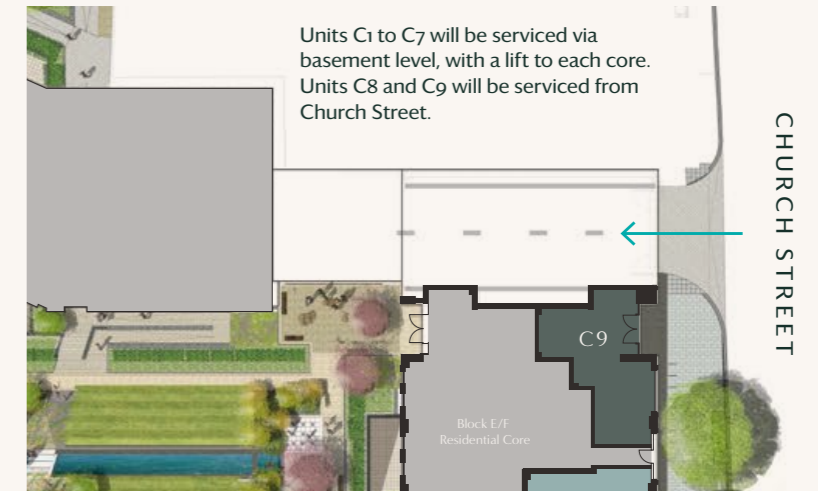 Units C1 to C7 will be serviced via
basement level, with a lift to each core.
Units C8 and C9 will be serviced from
Church Street.
CHURCH STREET
C9
Block E/F
Residential Core